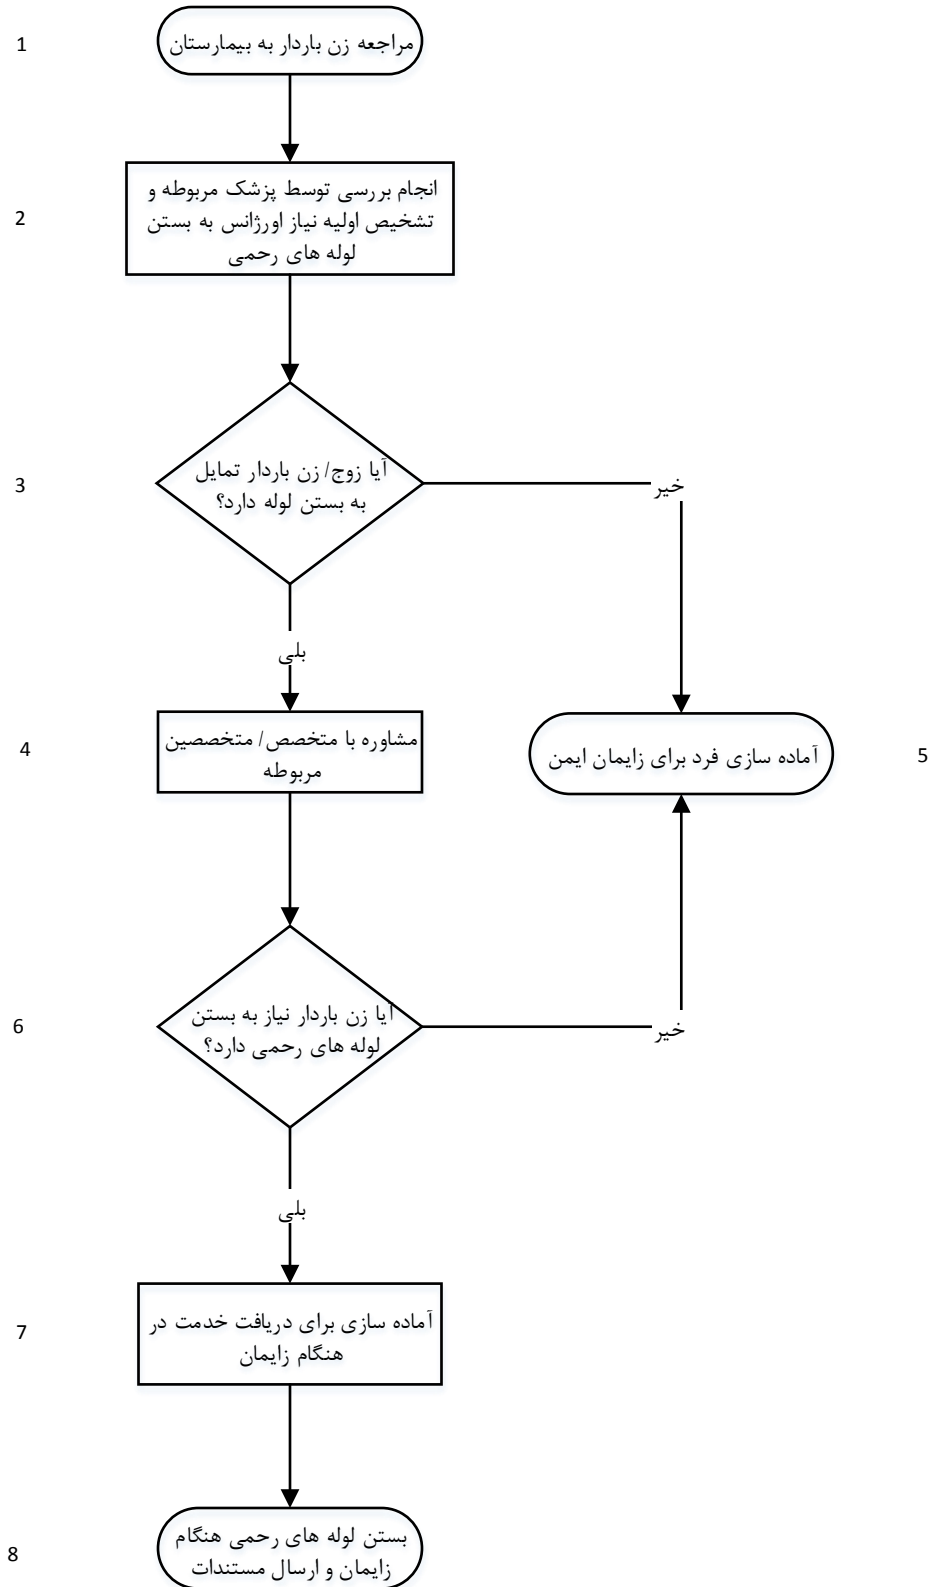 1
مراجعه زن باردار به بیمارستان
2
انجام بررسی توسط پزشک مربوطه و
تشخیص اولیه نیاز اورژانس به بستن
لوله های رحمی
3
آیا زوج/ زن باردار تمایل
به بستن لوله دارد؟
خیر
بلی
4
مشاوره با متخصص/ متخصصین
مربوطه
آماده سازی فرد برای زایمان ایمن
5
6
آیا زن باردار نیاز به بستن
لوله های رحمی دارد؟
خیر
بلی
7
آماده سازی برای دریافت خدمت در
هنگام زایمان
8
بستن لوله های رحمی هنگام
زایمان و ارسال مستندات